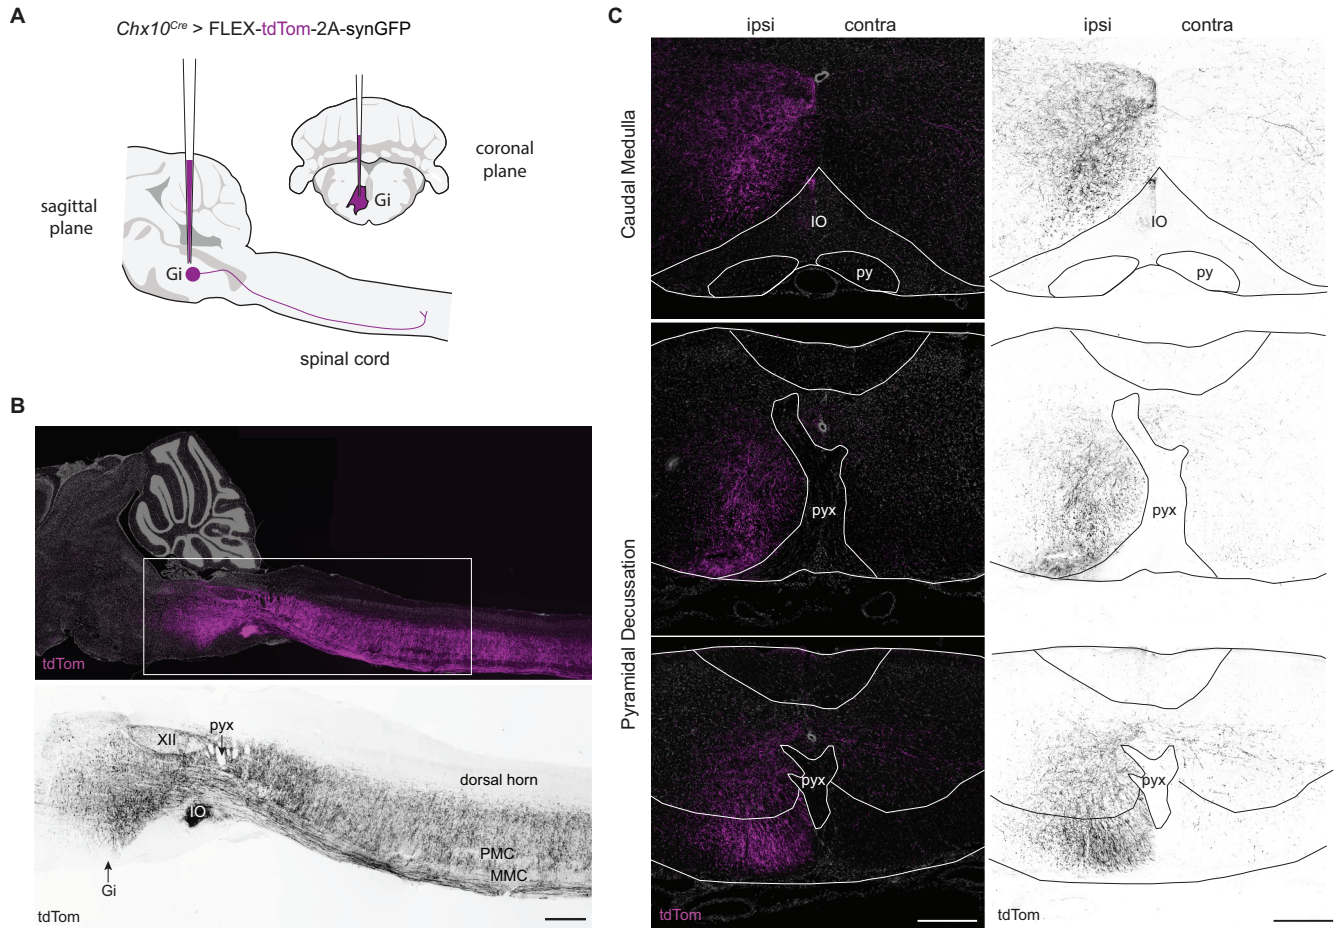 A
Chx10Cre > FLEX-tdTom-2A-synGFP
sagittal
plane
coronal
plane
Gi
Gi
spinal cord
B
tdTom
XII
pyx
IO
dorsal horn
PMC
MMC
Gi
tdTom
C
ipsi
contra
ipsi
contra
Caudal Medulla
IO
py
IO
py
Pyramidal Decussation
pyx
pyx
pyx
pyx
tdTom
tdTom